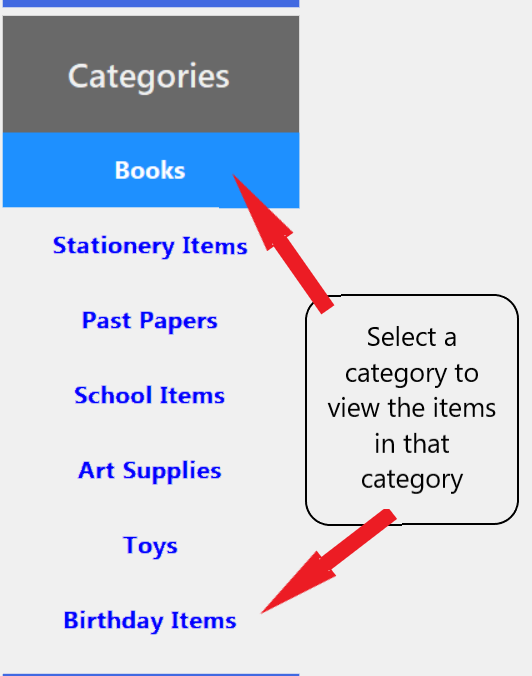 Categories
Books
Stationery Items
Past Papers
School Items
Art Supplies
Toys
Birthday Items
Select a
category to
view the items
in that
category